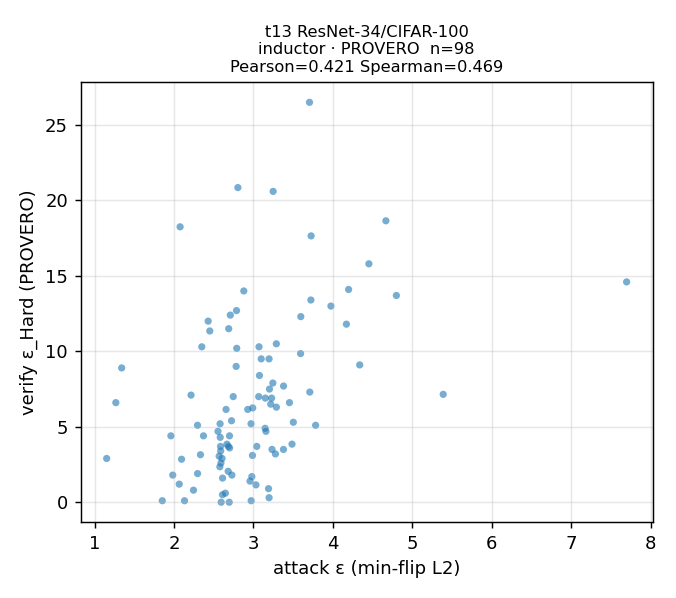 t13 ResNet-34/CIFAR-100
inductor · PROVERO  n=98
Pearson=0.421 Spearman=0.469
verify ε_Hard (PROVERO)
25
20
15
10
5
0
1 2 3 4 5 6 7 8
attack ε (min-flip L2)